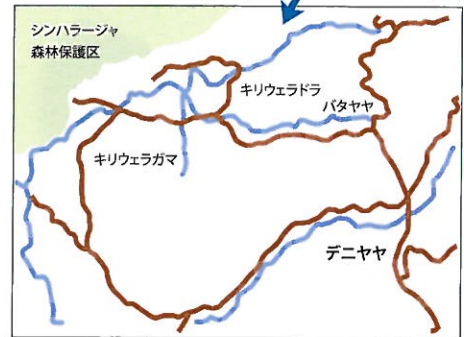 シンハラージャ
森林保護区
キリウェラドラ
バタヤヤ
キリウェラガマ
デニヤヤ